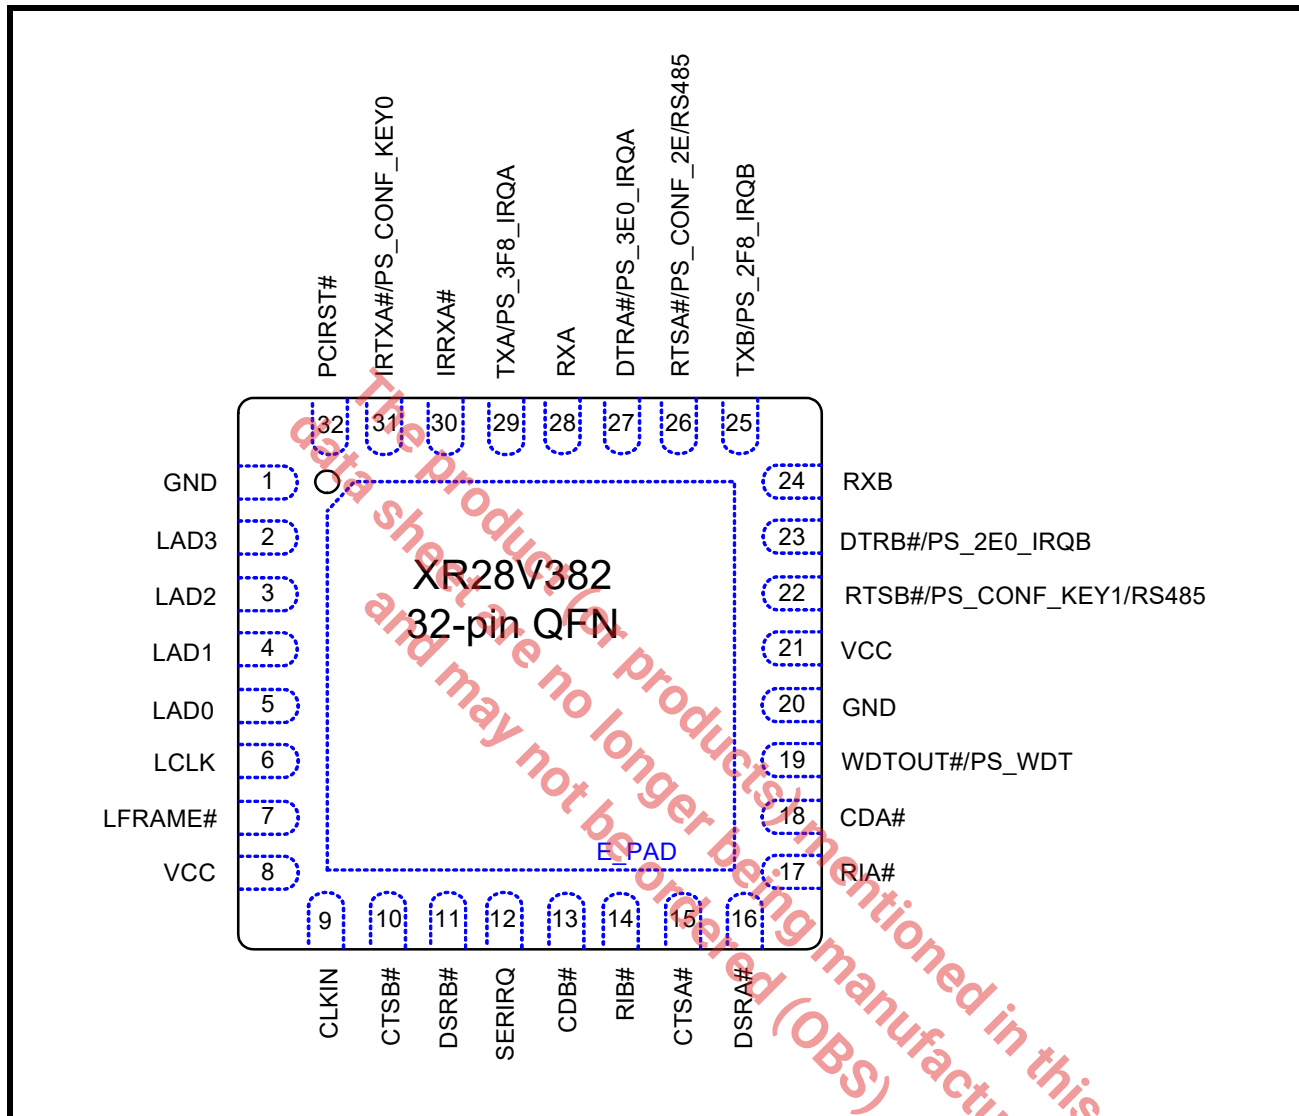 PCIRST#
IRTXA#/PS_CONF_KEY0
IRRXA#
TXA/PS_3F8_IRQA
RXA
DTRA#/PS_3E0_IRQA
RTSA#/PS_CONF_2E/RS485
TXB/PS_2F8_IRQB
32 31 30 29 28 27 26 25
GND 1
LAD3 2
LAD2 3
LAD1 4
LAD0 5
LCLK 6
LFRAME# 7
VCC 8
XR28V382
32-pin QFN
E_PAD
24 RXB
23 DTRB#/PS_2E0_IRQB
22 RTSB#/PS_CONF_KEY1/RS485
21 VCC
20 GND
19 WDTOUT#/PS_WDT
18 CDA#
17 RIA#
9 10 11 12 13 14 15 16
CLKIN
CTSB#
DSRB#
SERIRQ
CDB#
RIB#
CTSA#
DSRA#
The product (or products) mentioned in this
data sheet are no longer being manufactu
and may not be ordered (OBS)